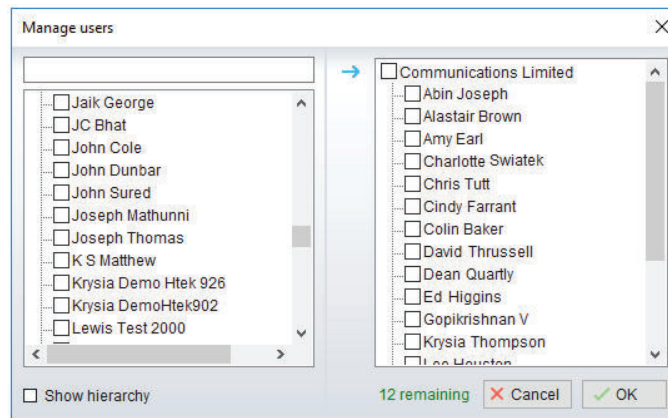 Manage users
Jaik George
JC Bhat
John Cole
John Dunbar
John Sured
Joseph Mathunni
Joseph Thomas
K S Matthew
Krysia Demo Htek 926
Krysia DemoHtek902
Lewis Test 2000
Show hierarchy
Communications Limited
Abin Joseph
Alastair Brown
Amy Earl
Charlotte Swiatek
Chris Tutt
Cindy Farrant
Colin Baker
David Thrussell
Dean Quartly
Ed Higgins
Gopikrishnan V
Krysia Thompson
12 remaining
Cancel
OK